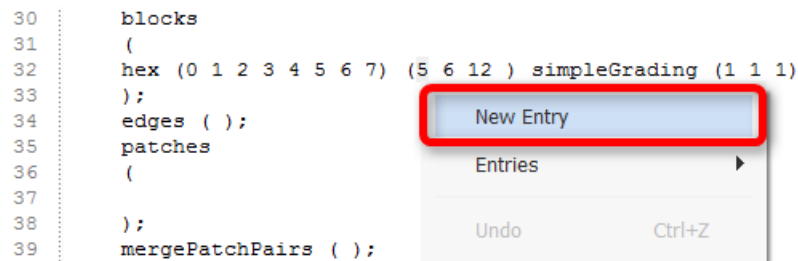 30 blocks
31 (
32 hex (0 1 2 3 4 5 6 7) (5 6 12 ) simpleGrading (1 1 1)
33 );
34 edges ( );
35 patches
36 (
37
38 );
39 mergePatchPairs ( );
New Entry
Entries
Undo Ctrl+Z